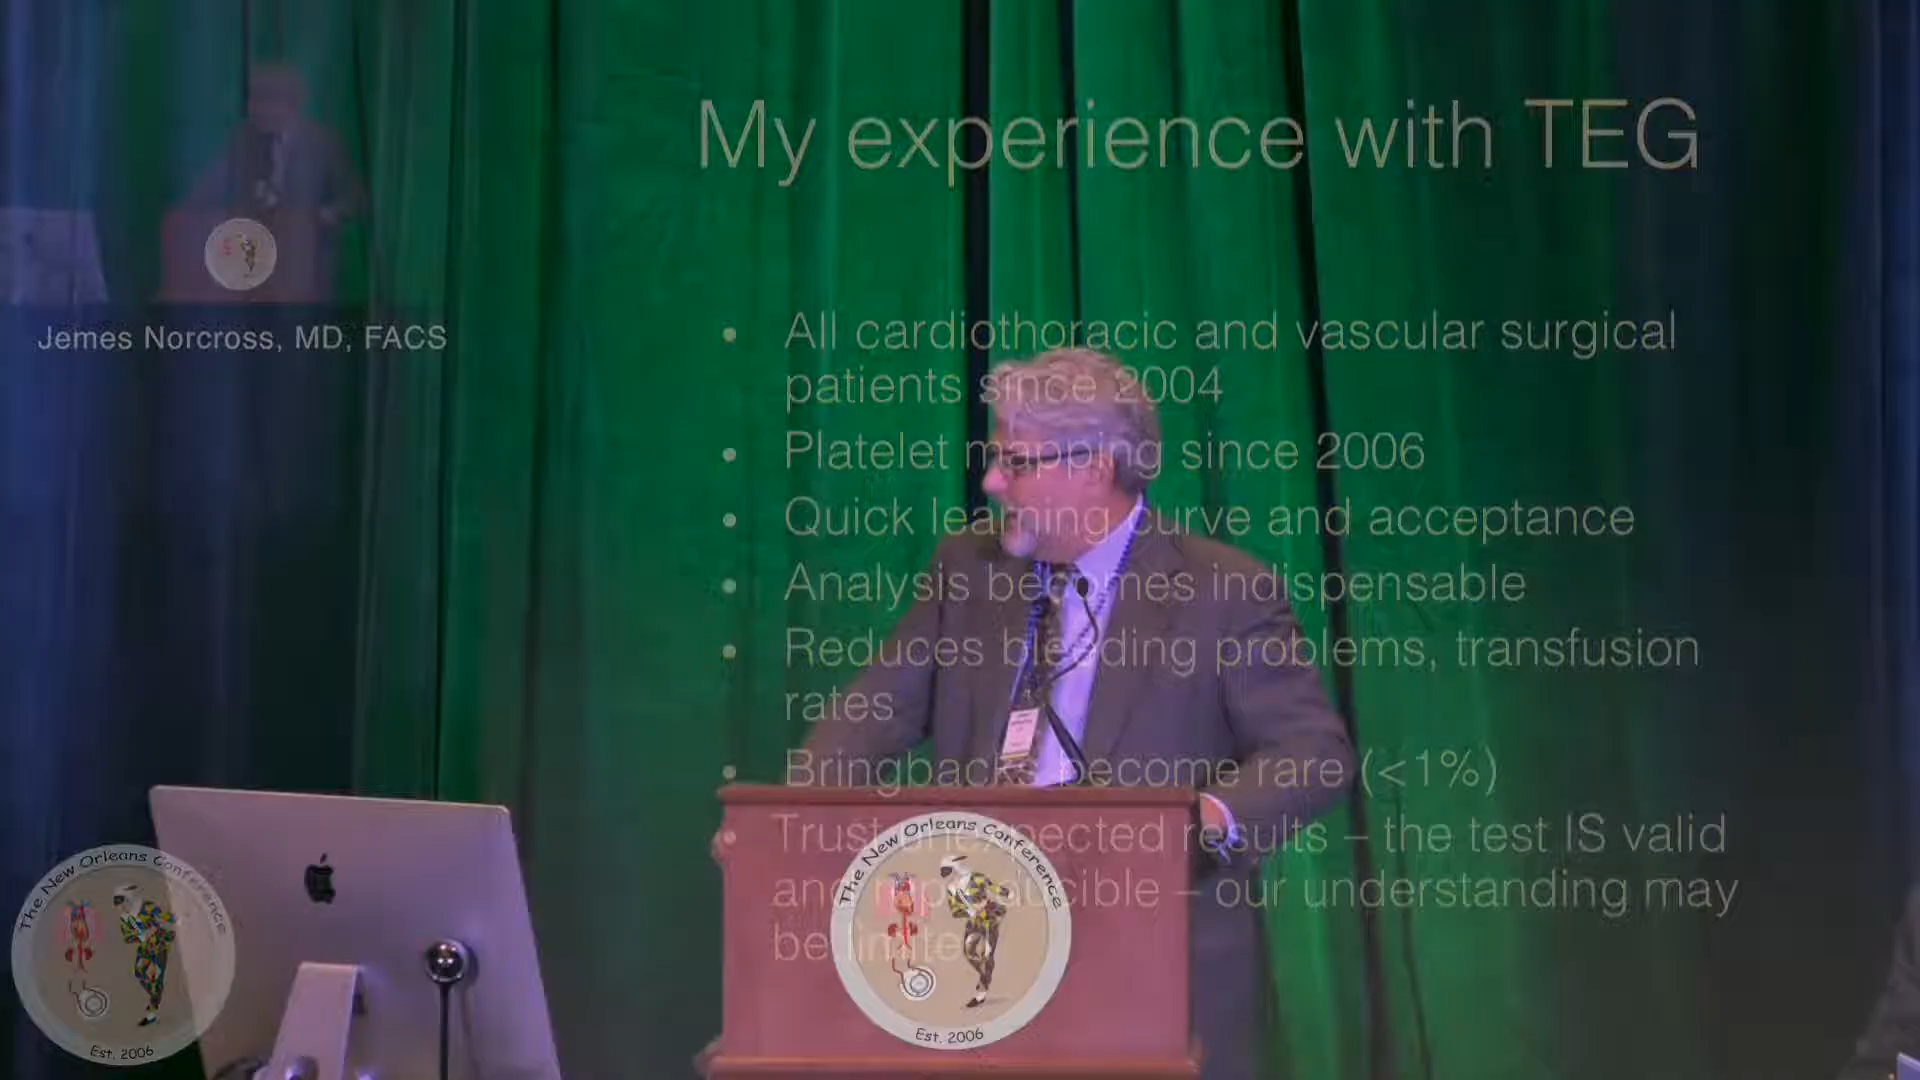 My experience with TEG
Jemes Norcross, MD, FACS
• All cardiothoracic and vascular surgical
patients since 2004
• Platelet mapping since 2006
• Quick learning curve and acceptance
• Analysis becomes indispensable
• Reduces bleeding problems, transfusion
rates
• Bringbacks become rare (<1%)
• Trust unexpected results – the test IS valid
and reproducible – our understanding may
be limited
The New Orleans Conference
Est. 2006
The New Orleans Conference
Est. 2006